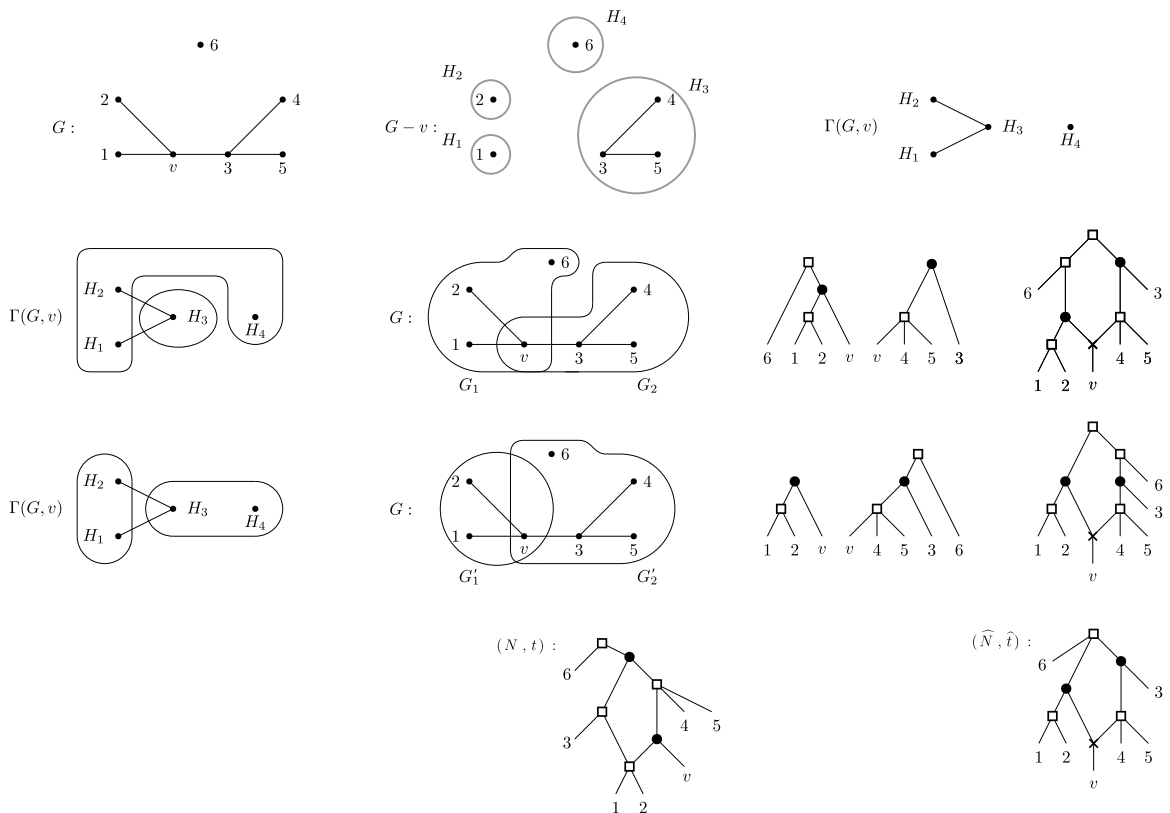 6 H₄ 6
2 4 H₂ 2 4 H₃ H₂
G : G − v : Γ(G, v) H₃
1 v 3 5 H₁ 1 3 5 H₁ H₄
H₂ 6
Γ(G, v) H₃ 2 4 6 3
H₁ H₄ G :
1 v 3 5 6 1 2 v v 4 5 3
G₁ G₂ 1 2 v 4 5
H₂ 6
Γ(G, v) H₃ 2 4 6
H₁ H₄ G : 3
1 v 3 5 1 2 v v 4 5 3 6 1 2 4 5
G′₁ G′₂ v
(N , t) : (N̂ , t̂) :
6 6
3 4 5 3
v 1 2 4 5
1 2 v